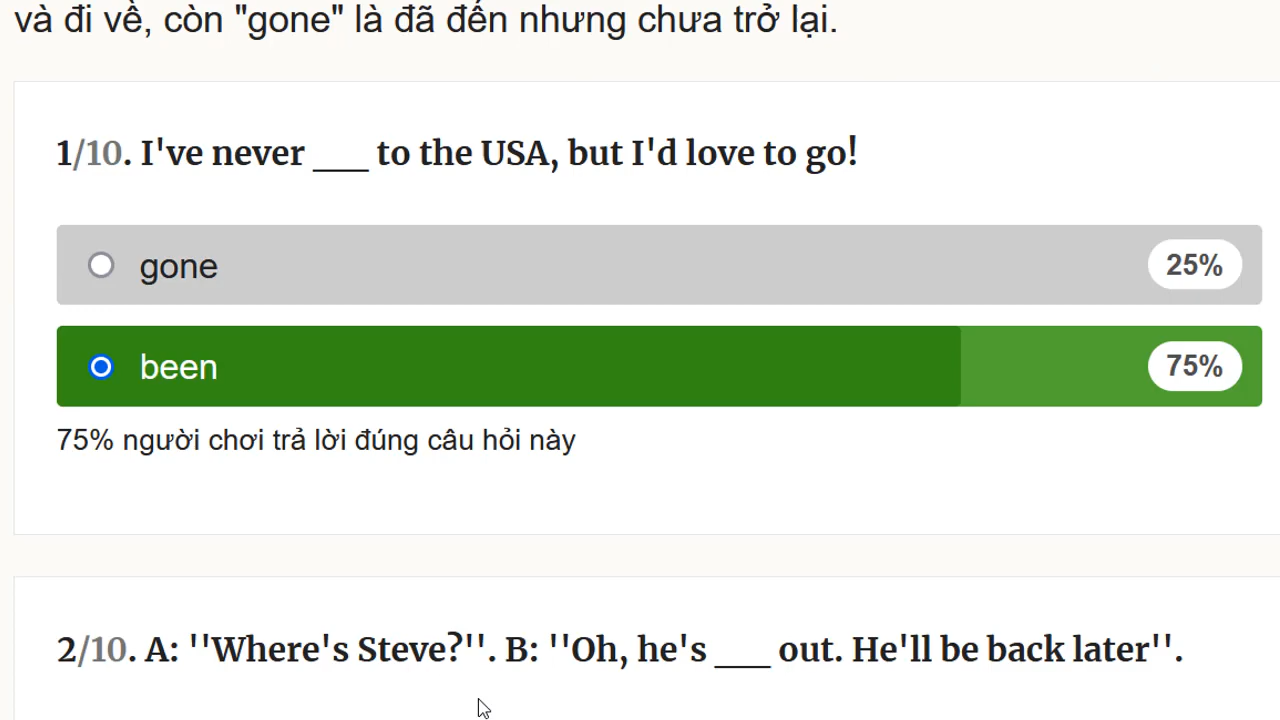 và đi về, còn "gone" là đã đến nhưng chưa trở lại.
1/10. I've never ___ to the USA, but I'd love to go!
gone
25%
been
75%
75% người chơi trả lời đúng câu hỏi này
2/10. A: ''Where's Steve?''. B: ''Oh, he's ___ out. He'll be back later''.